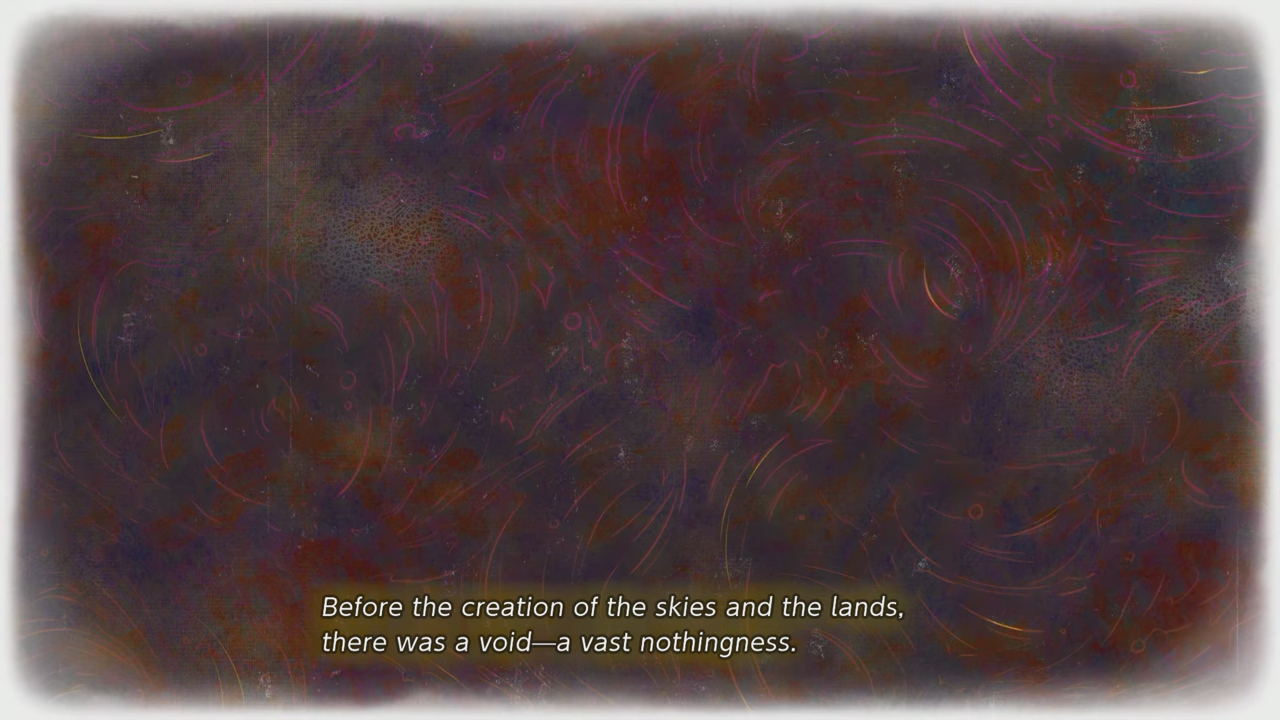 Before the creation of the skies and the lands,
there was a void—a vast nothingness.